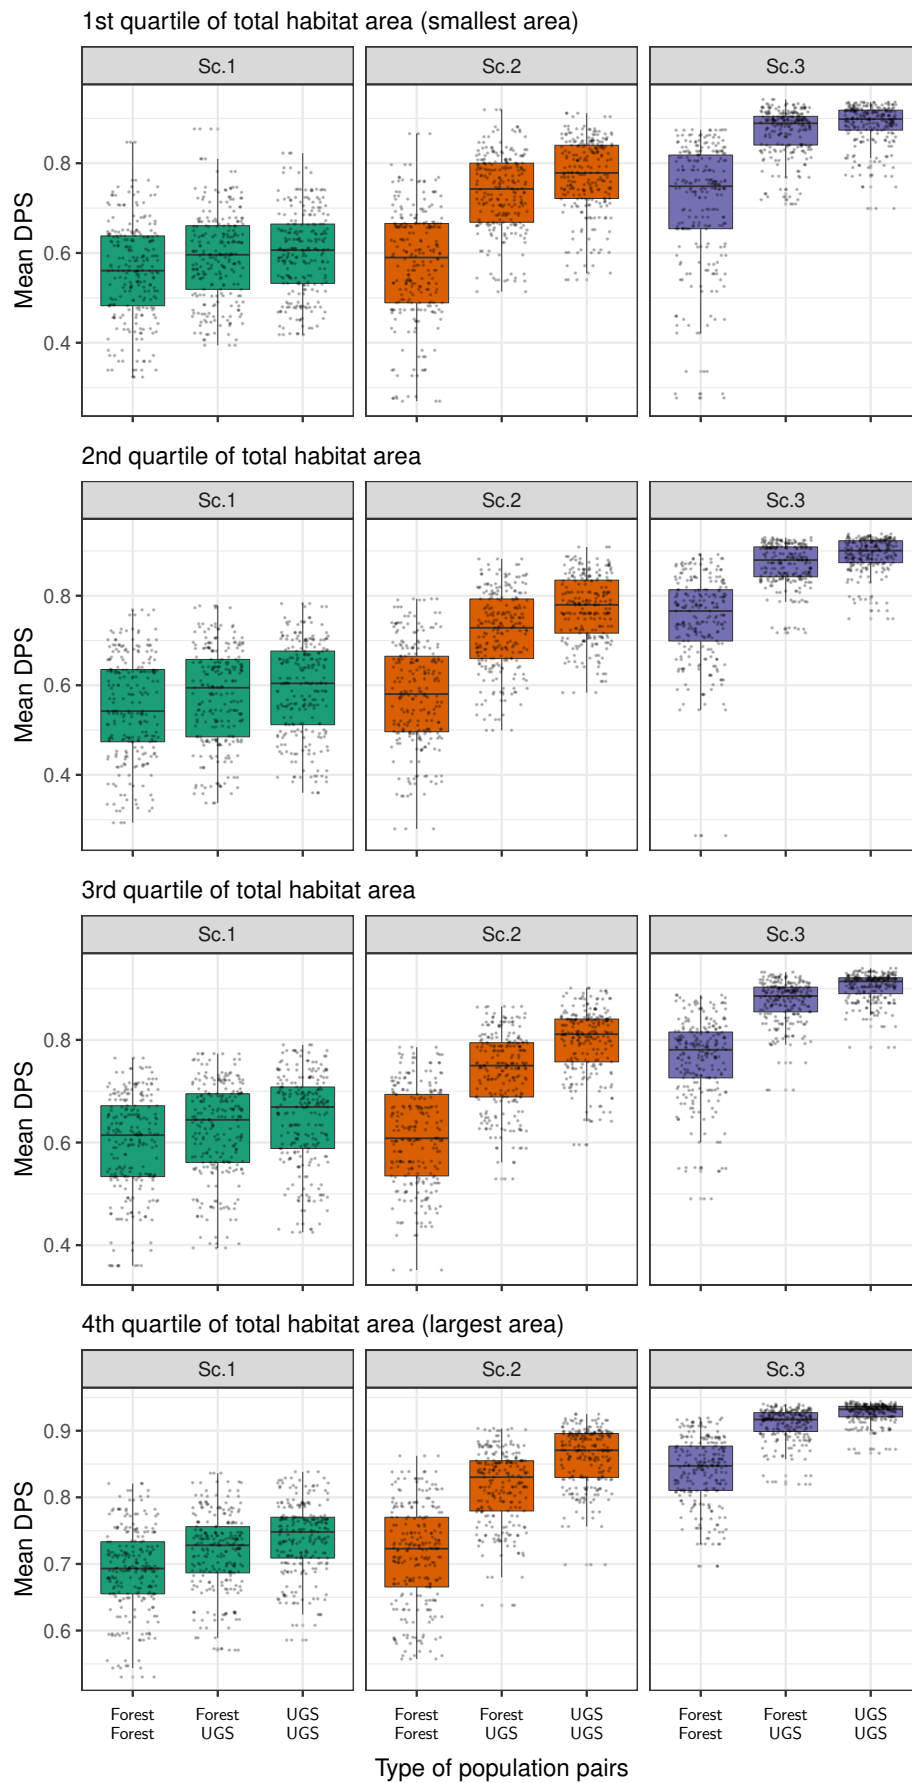 1st quartile of total habitat area (smallest area)
Sc.1 Sc.2 Sc.3
Mean DPS
0.8
0.6
0.4
2nd quartile of total habitat area
Sc.1 Sc.2 Sc.3
Mean DPS
0.8
0.6
0.4
3rd quartile of total habitat area
Sc.1 Sc.2 Sc.3
Mean DPS
0.8
0.6
0.4
4th quartile of total habitat area (largest area)
Sc.1 Sc.2 Sc.3
Mean DPS
0.9
0.8
0.7
0.6
Forest Forest UGS Forest Forest UGS Forest Forest UGS
Forest UGS UGS Forest UGS UGS Forest UGS UGS
Type of population pairs